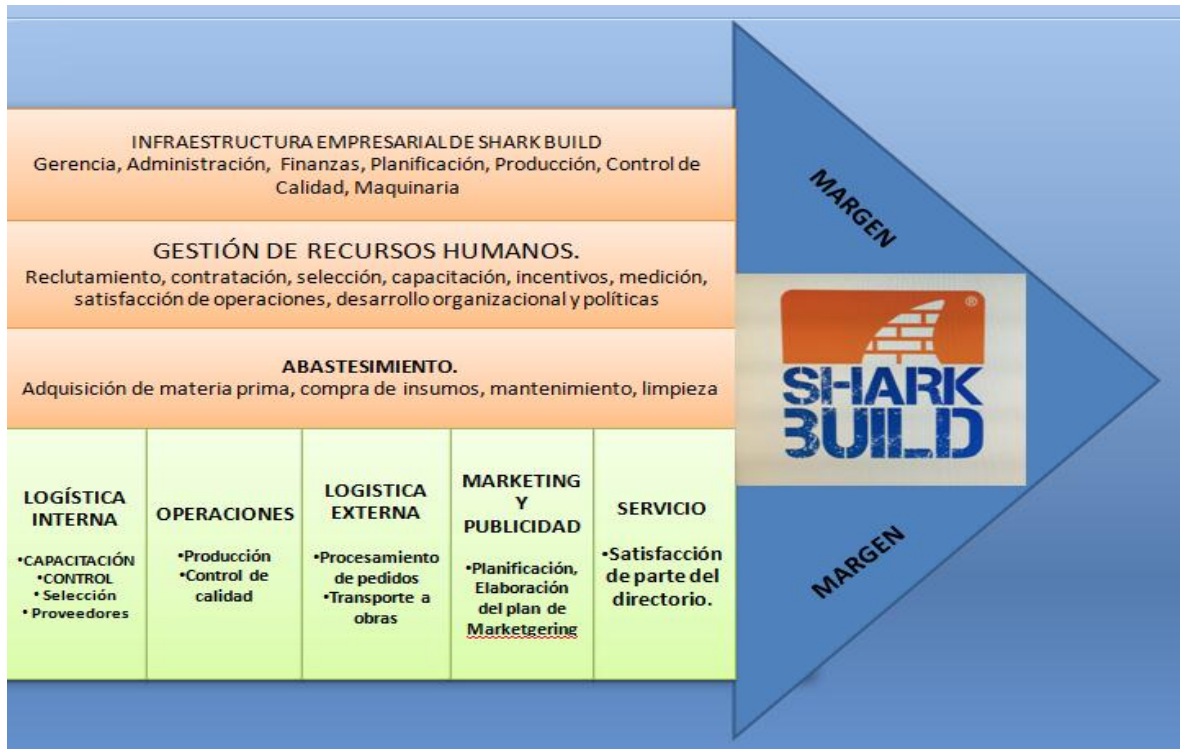 INFRAESTRUCTURA EMPRESARIAL DE SHARK BUILD
Gerencia, Administración, Finanzas, Planificación, Producción, Control de
Calidad, Maquinaria
GESTIÓN DE RECURSOS HUMANOS.
Reclutamiento, contratación, selección, capacitación, incentivos, medición,
satisfacción de operaciones, desarrollo organizacional y políticas
ABASTESIMIENTO.
Adquisición de materia prima, compra de insumos, mantenimiento, limpieza
LOGÍSTICA
INTERNA
•CAPACITACIÓN
•CONTROL
• Selección
• Proveedores
OPERACIONES
•Producción
•Control de
calidad
LOGISTICA
EXTERNA
•Procesamiento
de pedidos
•Transporte a
obras
MARKETING
Y
PUBLICIDAD
•Planificación,
Elaboración
del plan de
Marketgering
SERVICIO
•Satisfacción
de parte del
directorio.
MARGEN
®
SHARK
BUILD
MARGEN